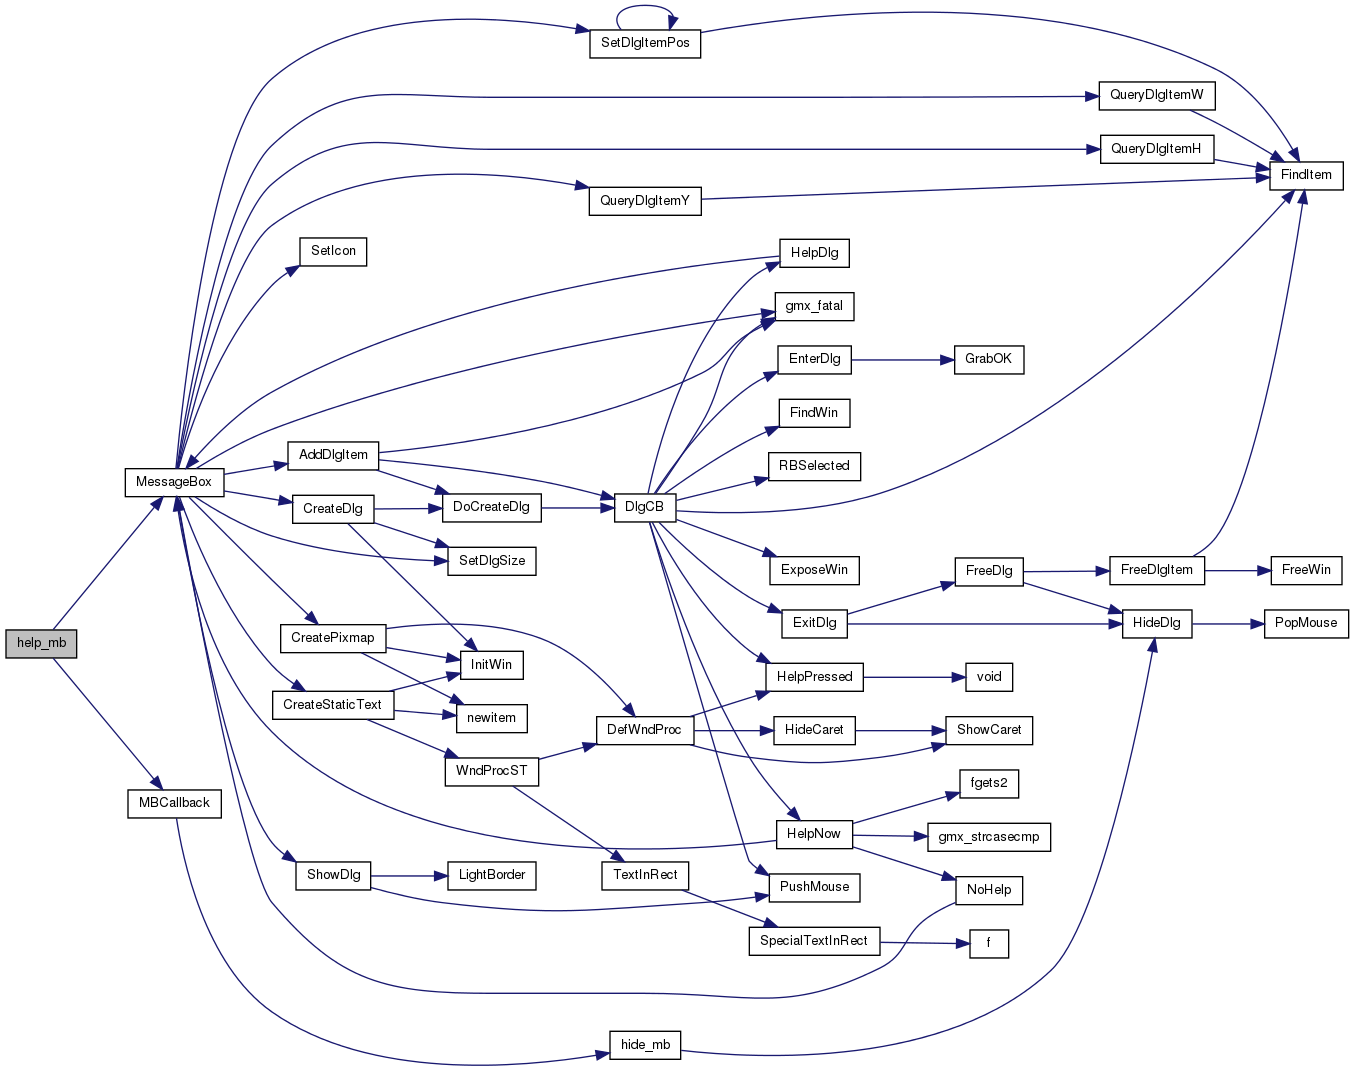 SetDlgItemPos
QueryDlgItemW
QueryDlgItemH
FindItem
QueryDlgItemY
SetIcon
HelpDlg
gmx_fatal
EnterDlg
GrabOK
FindWin
AddDlgItem
RBSelected
MessageBox
CreateDlg
DoCreateDlg
DlgCB
SetDlgSize
ExposeWin
FreeDlg
FreeDlgItem
FreeWin
ExitDlg
HideDlg
PopMouse
help_mb
CreatePixmap
InitWin
HelpPressed
void
CreateStaticText
newitem
DefWndProc
HideCaret
ShowCaret
WndProcST
fgets2
MBCallback
HelpNow
gmx_strcasecmp
ShowDlg
LightBorder
TextInRect
PushMouse
NoHelp
SpecialTextInRect
f
hide_mb